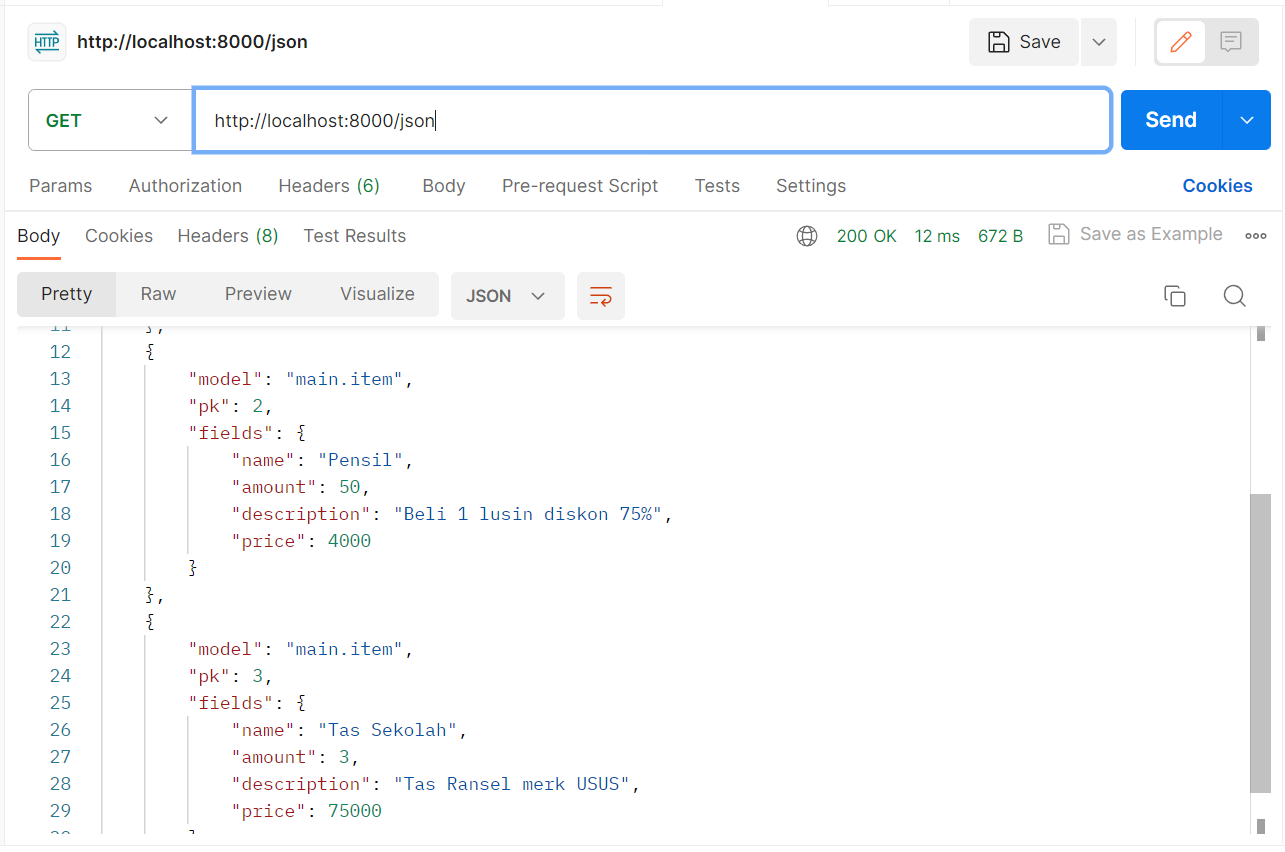 HTTP http://localhost:8000/json Save
GET http://localhost:8000/json Send
Params Authorization Headers (6) Body Pre-request Script Tests Settings Cookies
Body Cookies Headers (8) Test Results 200 OK 12 ms 672 B Save as Example
Pretty Raw Preview Visualize JSON
11 },
12 {
13 "model": "main.item",
14 "pk": 2,
15 "fields": {
16 "name": "Pensil",
17 "amount": 50,
18 "description": "Beli 1 lusin diskon 75%",
19 "price": 4000
20 }
21 },
22 {
23 "model": "main.item",
24 "pk": 3,
25 "fields": {
26 "name": "Tas Sekolah",
27 "amount": 3,
28 "description": "Tas Ransel merk USUS",
29 "price": 75000